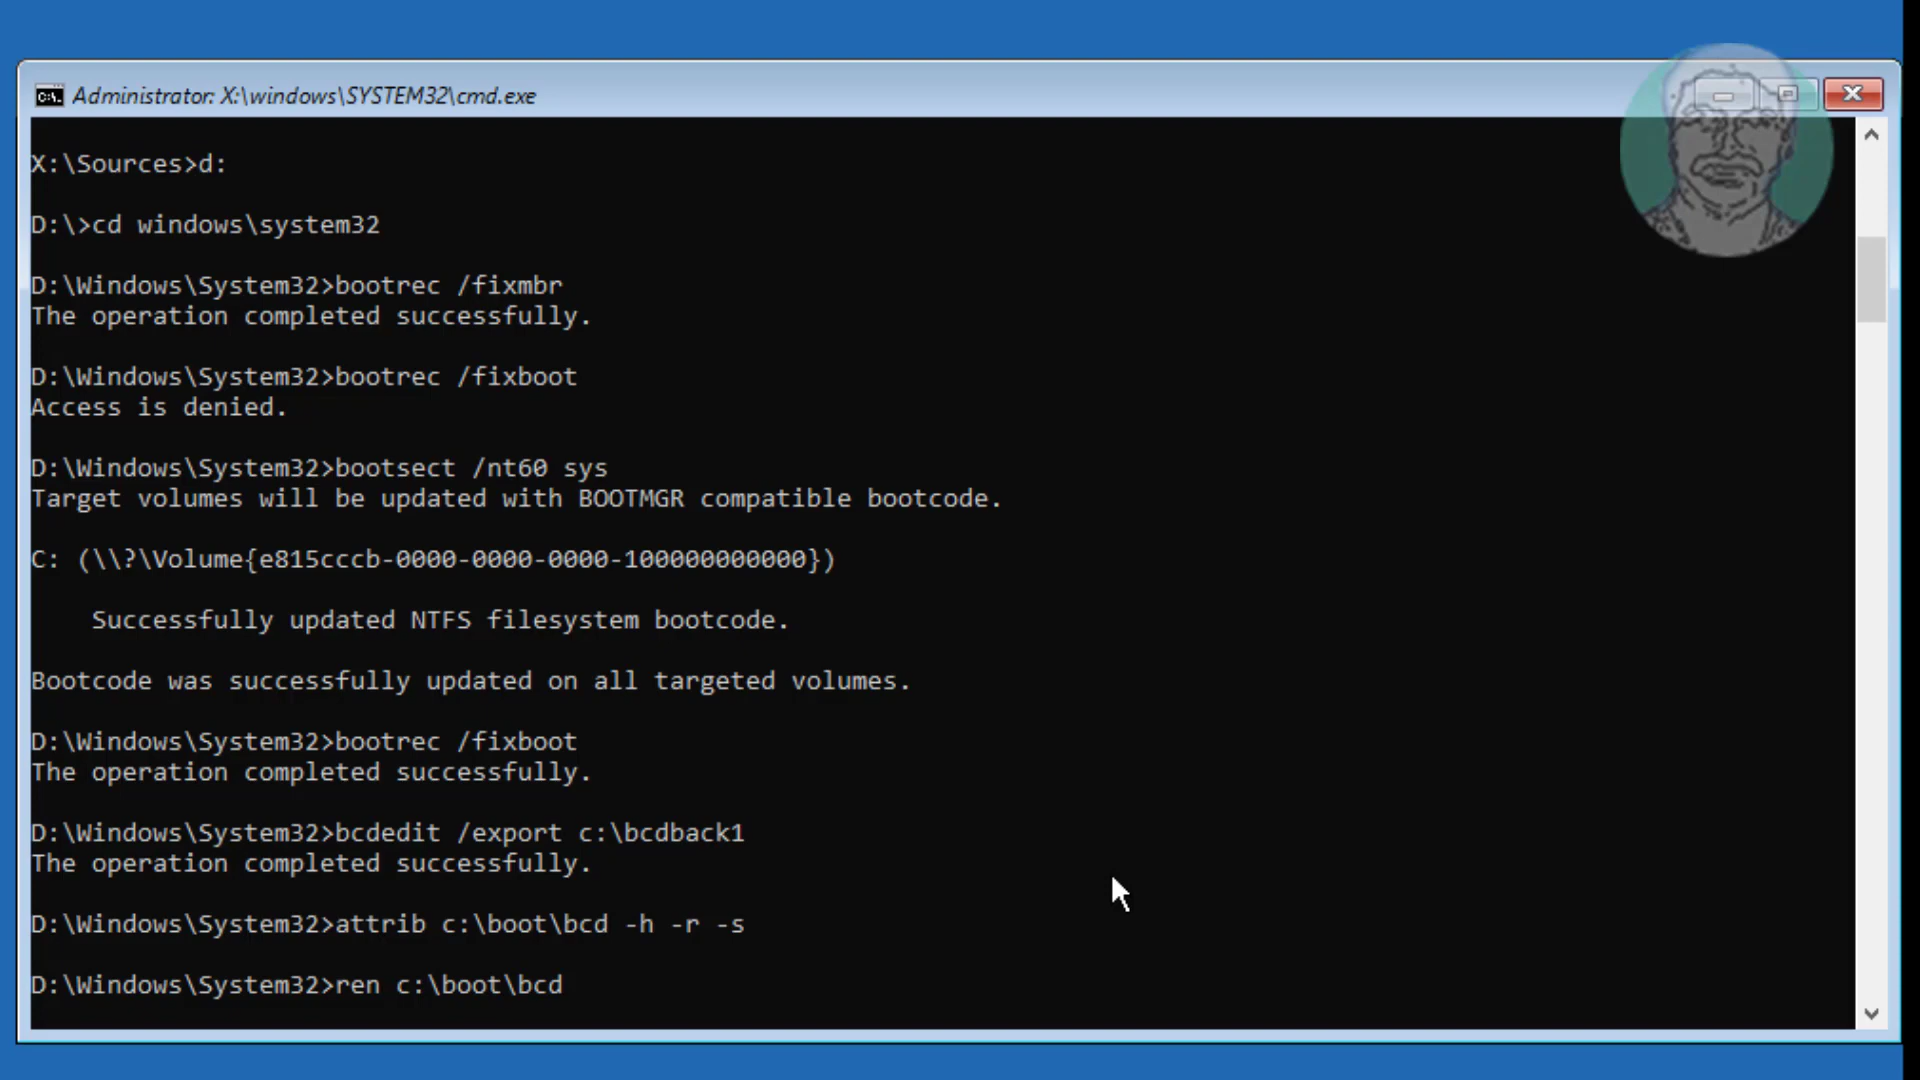 Administrator: X:\windows\SYSTEM32\cmd.exe
X:\Sources>d:
D:\>cd windows\system32
D:\Windows\System32>bootrec /fixmbr
The operation completed successfully.
D:\Windows\System32>bootrec /fixboot
Access is denied.
D:\Windows\System32>bootsect /nt60 sys
Target volumes will be updated with BOOTMGR compatible bootcode.
C: (\\?\Volume{e815cccb-0000-0000-0000-100000000000})
Successfully updated NTFS filesystem bootcode.
Bootcode was successfully updated on all targeted volumes.
D:\Windows\System32>bootrec /fixboot
The operation completed successfully.
D:\Windows\System32>bcdedit /export c:\bcdback1
The operation completed successfully.
D:\Windows\System32>attrib c:\boot\bcd -h -r -s
D:\Windows\System32>ren c:\boot\bcd